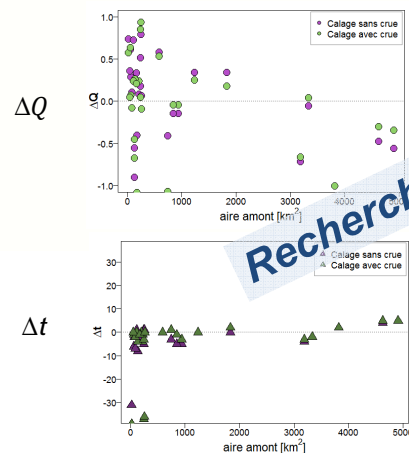 1.0
Calage sans crue
Calage avec crue
0.5
ΔQ
ΔQ
0.0
-0.5
-1.0
0 1000 2000 3000 4000 5000
aire amont [km²]
Recherch
30
Calage sans crue
Calage avec crue
20
10
Δt
Δt
0
-10
-20
-30
0 1000 2000 3000 4000 5000
aire amont [km²]